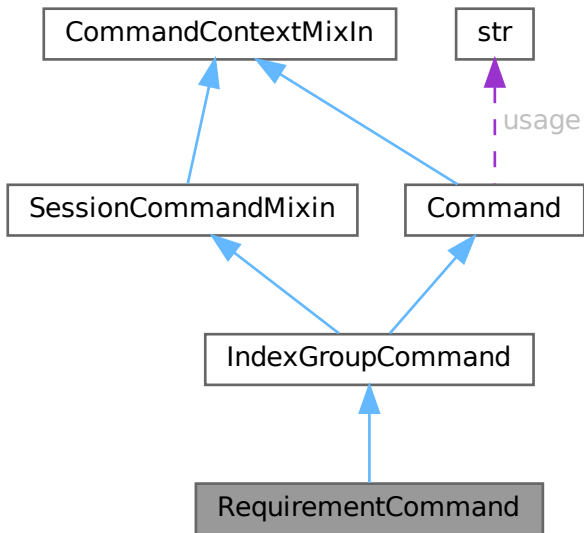 CommandContextMixIn
str
usage
SessionCommandMixin
Command
IndexGroupCommand
RequirementCommand